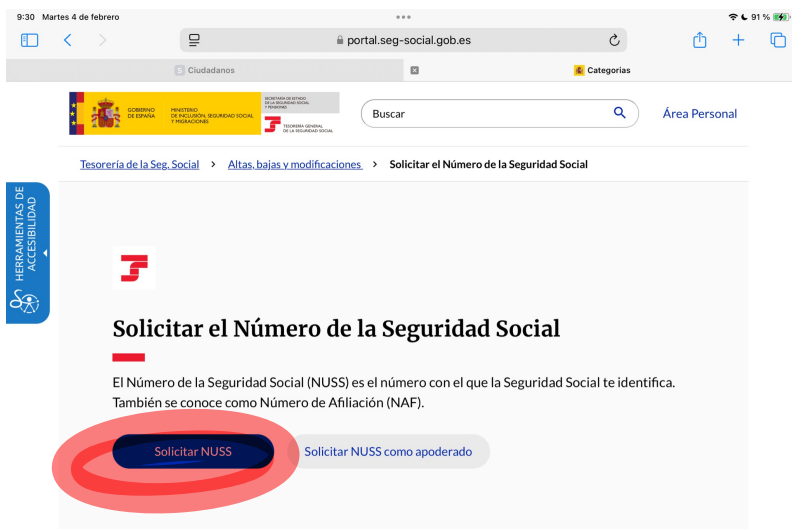 9:30 Martes 4 de febrero
91 %
portal.seg-social.gob.es
S Ciudadanos
Categorias
GOBIERNO DE ESPAÑA
MINISTERIO DE INCLUSIÓN, SEGURIDAD SOCIAL Y MIGRACIONES
SECRETARÍA DE ESTADO DE LA SEGURIDAD SOCIAL Y PENSIONES
TESORERÍA GENERAL DE LA SEGURIDAD SOCIAL
Buscar
Área Personal
Tesorería de la Seg. Social > Altas, bajas y modificaciones > Solicitar el Número de la Seguridad Social
HERRAMIENTAS DE
ACCESIBILIDAD
Solicitar el Número de la Seguridad Social
El Número de la Seguridad Social (NUSS) es el número con el que la Seguridad Social te identifica.
También se conoce como Número de Afiliación (NAF).
Solicitar NUSS
Solicitar NUSS como apoderado